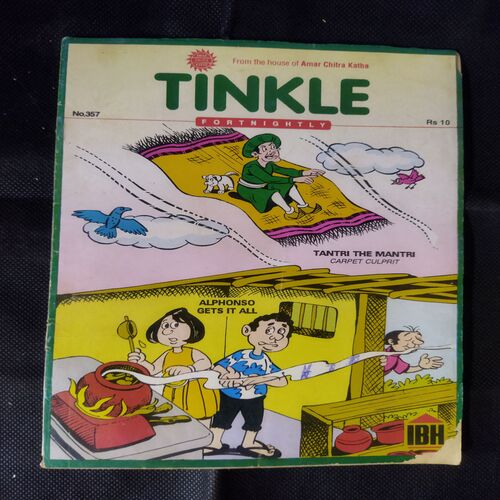 From the house of Amar Chitra Katha
TINKLE
No.357
FORTNIGHTLY
Rs 10
TANTRI THE MANTRI
CARPET CULPRIT
ALPHONSO
GETS IT ALL
IBH